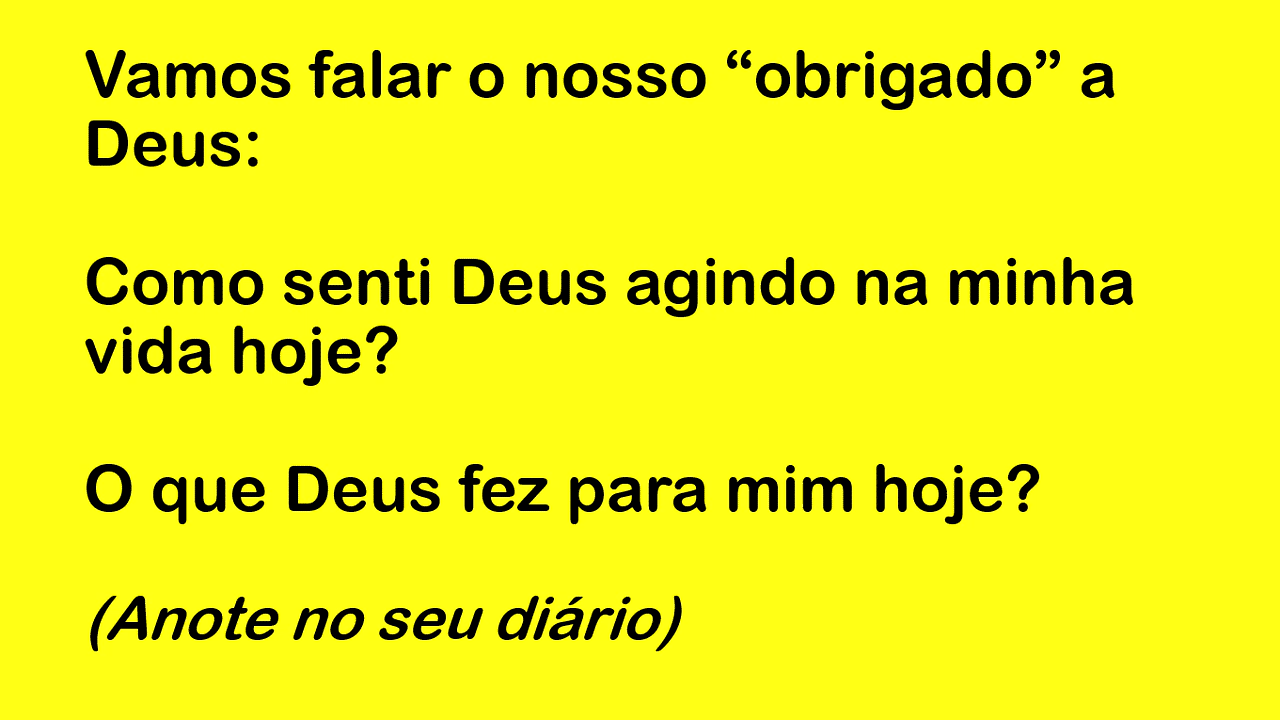 Vamos falar o nosso “obrigado” a
Deus:
Como senti Deus agindo na minha
vida hoje?
O que Deus fez para mim hoje?
(Anote no seu diário)